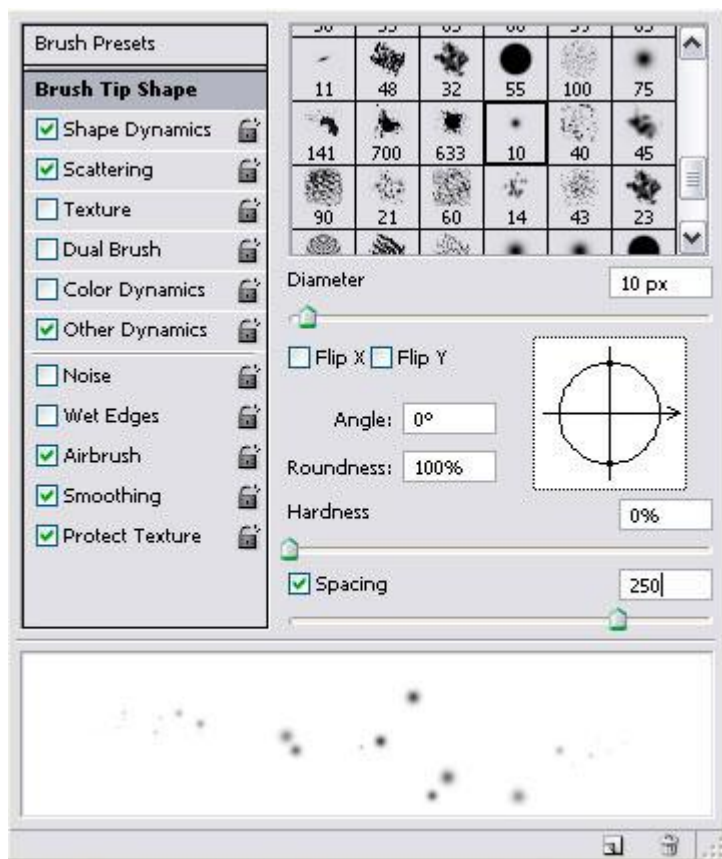 Brush Presets
Brush Tip Shape
Shape Dynamics
Scattering
Texture
Dual Brush
Color Dynamics
Other Dynamics
Noise
Wet Edges
Airbrush
Smoothing
Protect Texture
11 48 32 55 100 75
141 700 633 10 40 45
90 21 60 14 43 23
Diameter 10 px
Flip X Flip Y
Angle: 0º
Roundness: 100%
Hardness 0%
Spacing 250